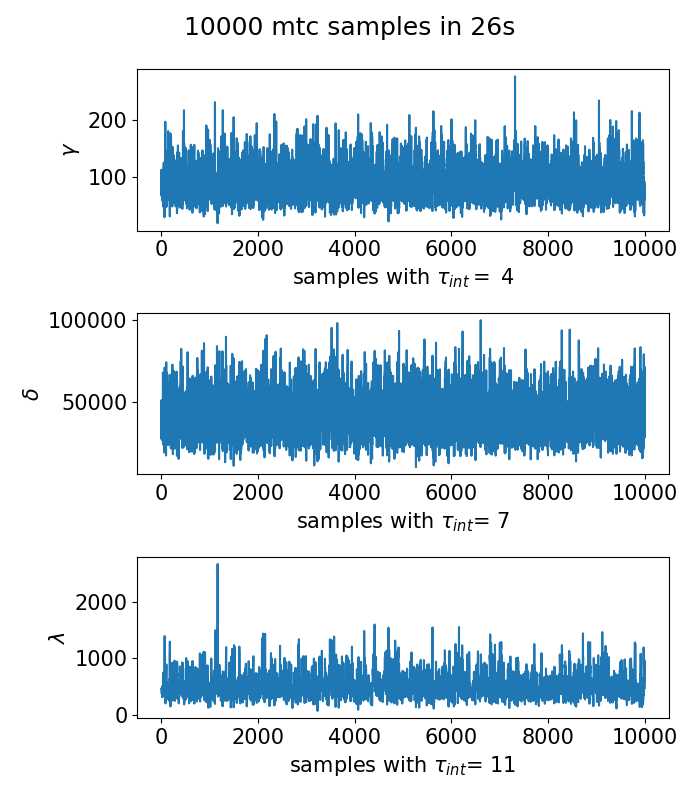 10000 mtc samples in 26s
200
100
γ
0 2000 4000 6000 8000 10000
samples with τint = 4
100000
50000
δ
0 2000 4000 6000 8000 10000
samples with τint= 7
2000
1000
0
λ
0 2000 4000 6000 8000 10000
samples with τint= 11